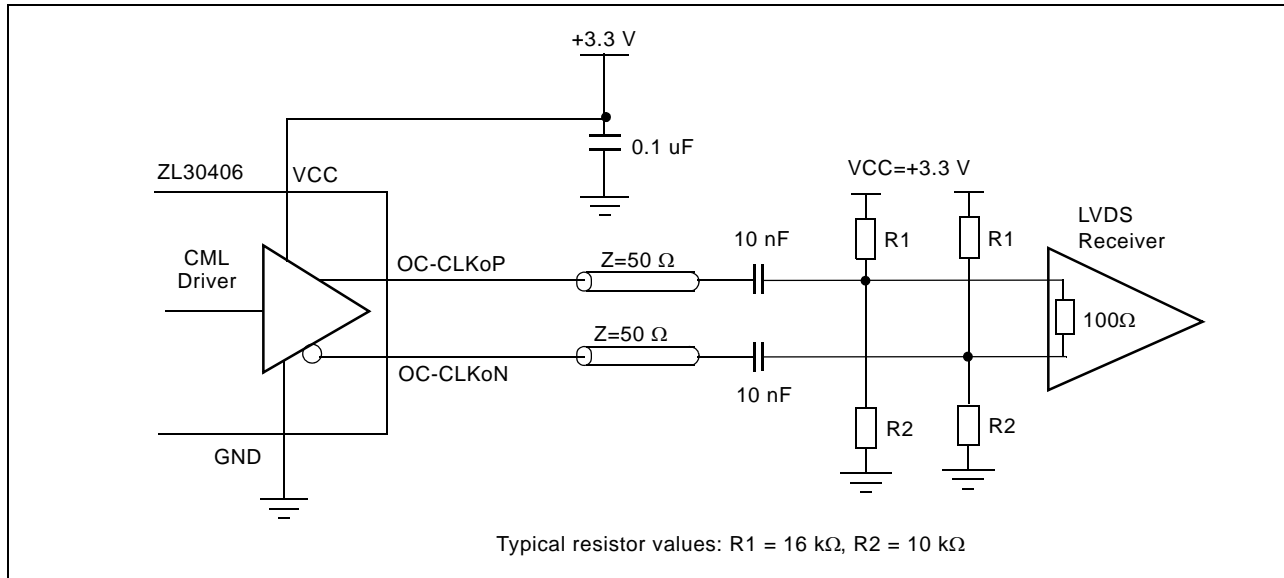 +3.3 V
0.1 uF
ZL30406
VCC
VCC=+3.3 V
LVDS
Receiver
10 nF
R1
R1
CML
Driver
OC-CLKoP
Z=50 Ω
100Ω
Z=50 Ω
OC-CLKoN
10 nF
R2
R2
GND
Typical resistor values: R1 = 16 kΩ, R2 = 10 kΩ